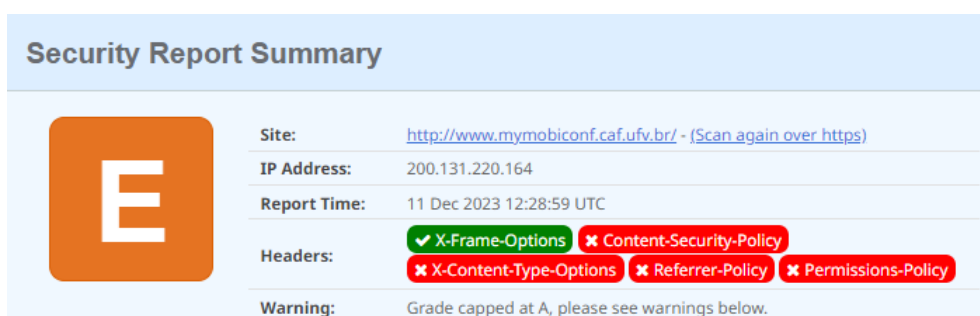 Security Report Summary
E
Site: http://www.mymobiconf.caf.ufv.br/ - (Scan again over https)
IP Address: 200.131.220.164
Report Time: 11 Dec 2023 12:28:59 UTC
Headers: ✔ X-Frame-Options ✖ Content-Security-Policy
✖ X-Content-Type-Options ✖ Referrer-Policy ✖ Permissions-Policy
Warning: Grade capped at A, please see warnings below.